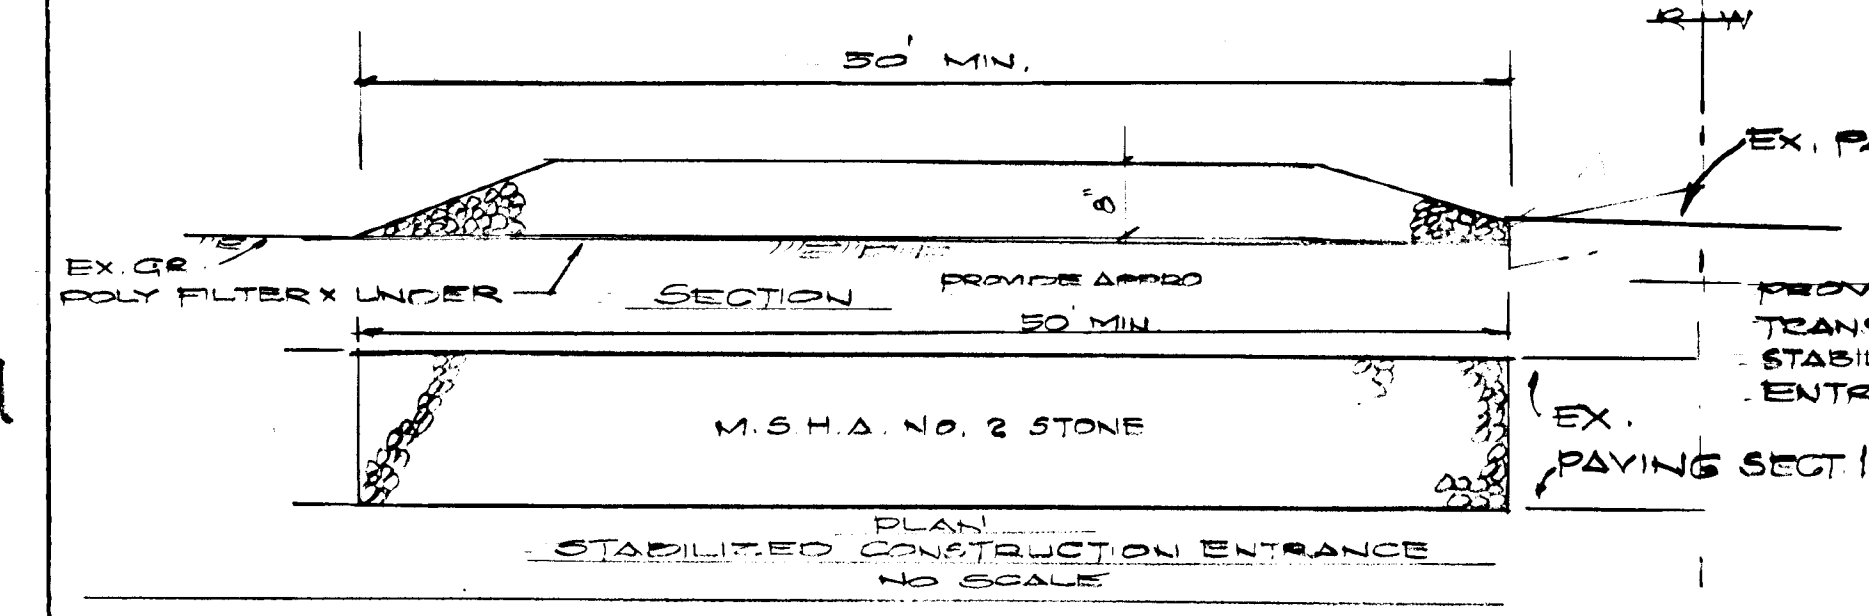 R W
50' MIN.
EX. PA
8"
EX. GR.
POLY FILTER X UNDER
SECTION
PROVIDE APPRO
50' MIN.
PROV
TRANS
STABIL
ENTR
M.S.H.A. NO. 2 STONE
EX.
PAVING SECT.
PLAN
STABILIZED CONSTRUCTION ENTRANCE
NO SCALE